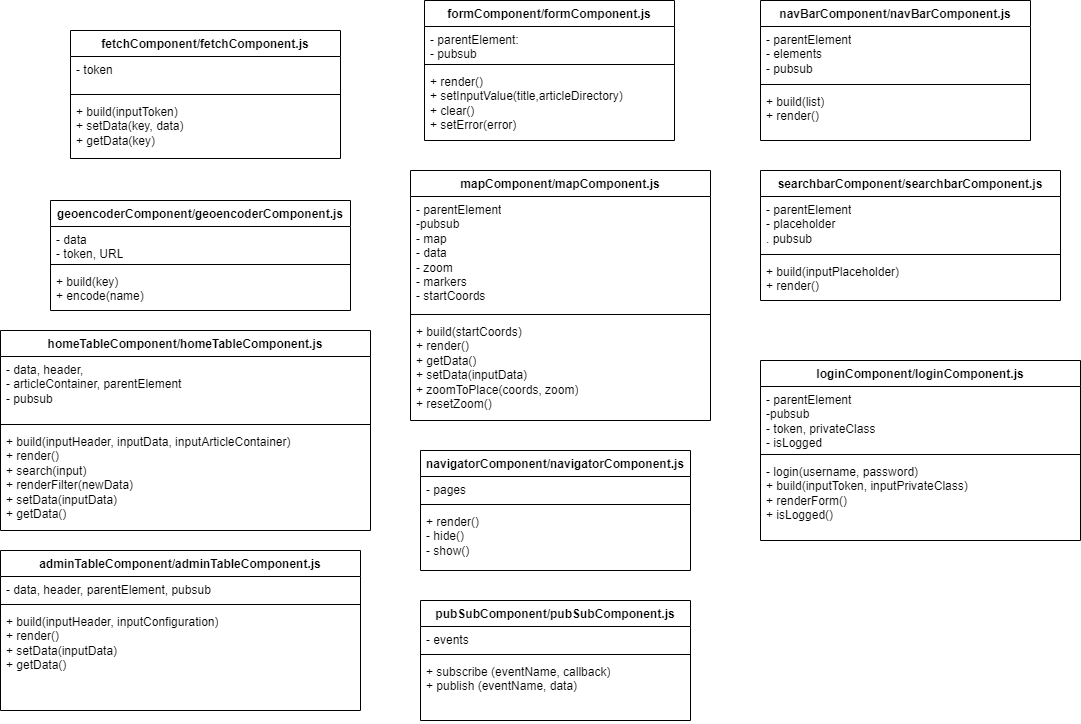 fetchComponent/fetchComponent.js
- token
+ build(inputToken)
+ setData(key, data)
+ getData(key)
geoencoderComponent/geoencoderComponent.js
- data
- token, URL
+ build(key)
+ encode(name)
homeTableComponent/homeTableComponent.js
- data, header,
- articleContainer, parentElement
- pubsub
+ build(inputHeader, inputData, inputArticleContainer)
+ render()
+ search(input)
+ renderFilter(newData)
+ setData(inputData)
+ getData()
adminTableComponent/adminTableComponent.js
- data, header, parentElement, pubsub
+ build(inputHeader, inputConfiguration)
+ render()
+ setData(inputData)
+ getData()
formComponent/formComponent.js
- parentElement:
- pubsub
+ render()
+ setInputValue(title,articleDirectory)
+ clear()
+ setError(error)
mapComponent/mapComponent.js
- parentElement
-pubsub
- map
- data
- zoom
- markers
- startCoords
+ build(startCoords)
+ render()
+ getData()
+ setData(inputData)
+ zoomToPlace(coords, zoom)
+ resetZoom()
navigatorComponent/navigatorComponent.js
- pages
+ render()
- hide()
- show()
pubSubComponent/pubSubComponent.js
- events
+ subscribe (eventName, callback)
+ publish (eventName, data)
navBarComponent/navBarComponent.js
- parentElement
- elements
- pubsub
+ build(list)
+ render()
searchbarComponent/searchbarComponent.js
- parentElement
- placeholder
. pubsub
+ build(inputPlaceholder)
+ render()
loginComponent/loginComponent.js
- parentElement
-pubsub
- token, privateClass
- isLogged
- login(username, password)
+ build(inputToken, inputPrivateClass)
+ renderForm()
+ isLogged()